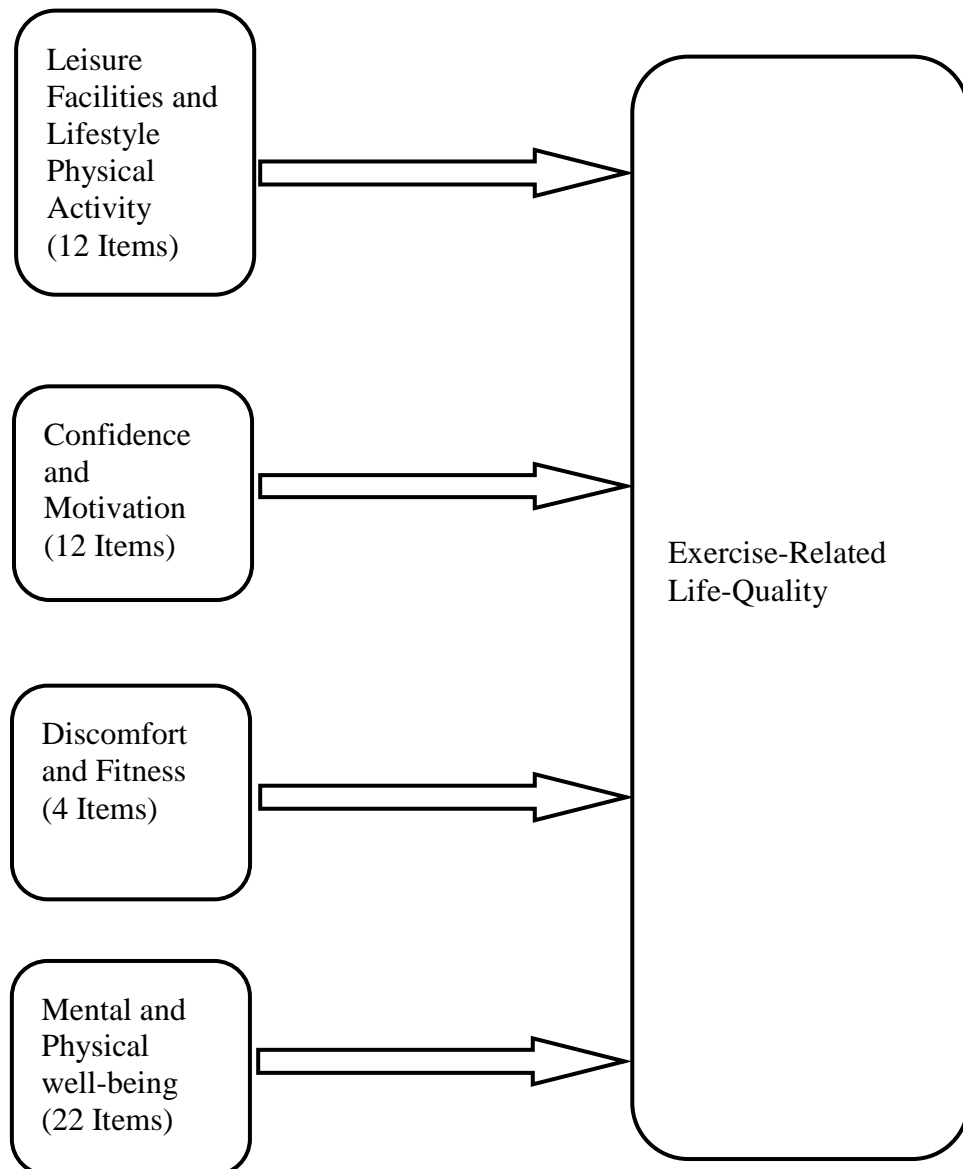 Leisure
Facilities and
Lifestyle
Physical
Activity
(12 Items)
Confidence
and
Motivation
(12 Items)
Exercise-Related
Life-Quality
Discomfort
and Fitness
(4 Items)
Mental and
Physical
well-being
(22 Items)